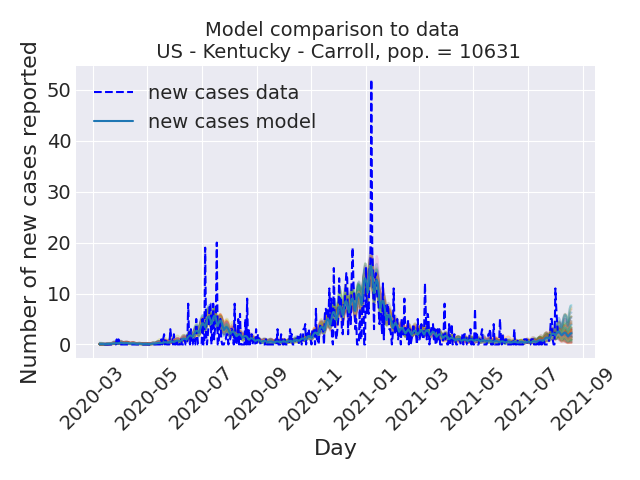 Model comparison to data
US - Kentucky - Carroll, pop. = 10631
Number of new cases reported
50
40
30
20
10
0
new cases data
new cases model
2020-03
2020-05
2020-07
2020-09
2020-11
2021-01
2021-03
2021-05
2021-07
2021-09
Day